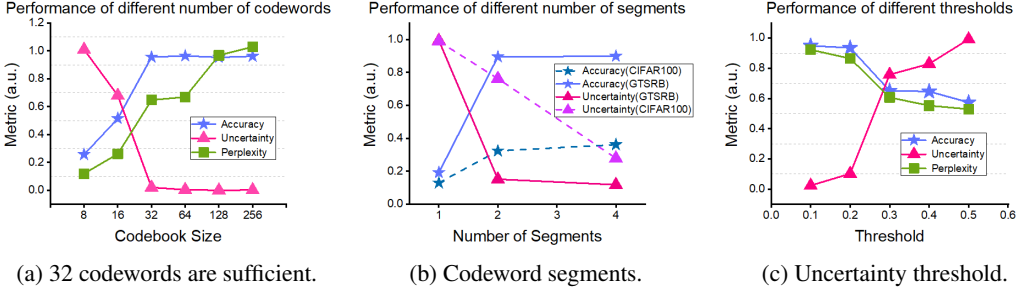 Performance of different number of codewords
1.2
1.0
0.8
0.6
0.4
0.2
0.0
Metric (a.u.)
Accuracy
Uncertainty
Perplexity
8 16 32 64 128 256
Codebook Size
(a) 32 codewords are sufficient.
Performance of different number of segments
1.0
0.8
0.6
0.4
0.2
0.0
Metric (a.u.)
Accuracy(CIFAR100)
Accuracy(GTSRB)
Uncertainty(GTSRB)
Uncertainty(CIFAR100)
1 2 3 4
Number of Segments
(b) Codeword segments.
Performance of different thresholds
1.0
0.8
0.6
0.4
0.2
0.0
Metric (a.u.)
Accuracy
Uncertainty
Perplexity
0.0 0.1 0.2 0.3 0.4 0.5 0.6
Threshold
(c) Uncertainty threshold.